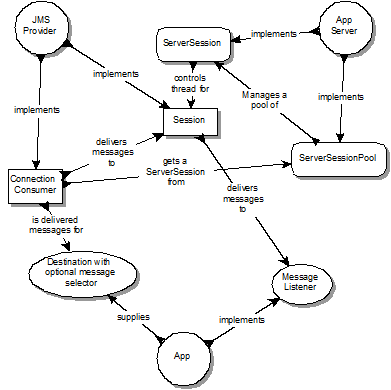 JMS
Provider
App
Server
implements
ServerSession
implements
controls
thread for
Manages a
pool of
implements
implements
Session
delivers
messages
to
gets a
ServerSession
from
ServerSessionPool
Connection
Consumer
delivers
messages
to
is delivered
messages for
Destination with
optional message
selector
Message
Listener
supplies
implements
App